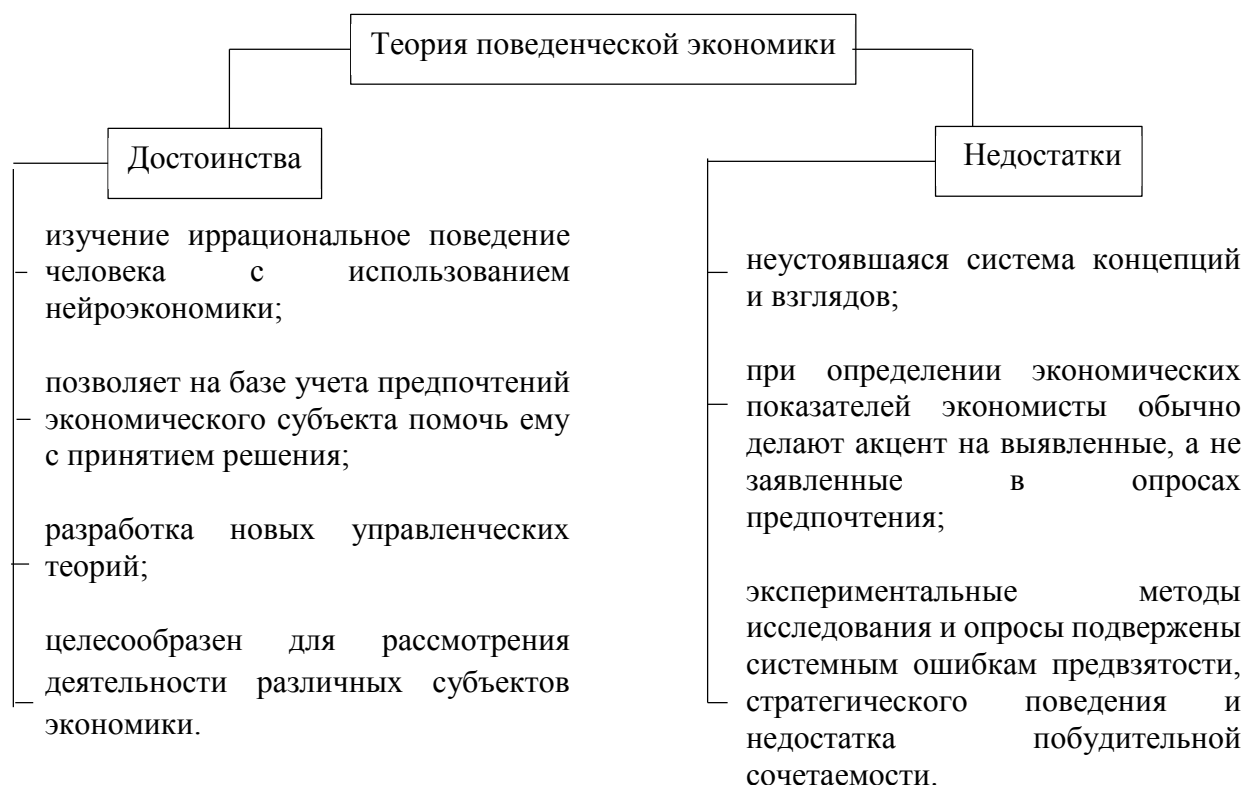 Теория поведенческой экономики
Достоинства
изучение иррациональное поведение
человека с использованием
нейроэкономики;
позволяет на базе учета предпочтений
экономического субъекта помочь ему
с принятием решения;
разработка новых управленческих
теорий;
целесообразен для рассмотрения
деятельности различных субъектов
экономики.
Недостатки
неустоявшаяся система концепций
и взглядов;
при определении экономических
показателей экономисты обычно
делают акцент на выявленные, а не
заявленные в опросах
предпочтения;
экспериментальные методы
исследования и опросы подвержены
системным ошибкам предвзятости,
стратегического поведения и
недостатка побудительной
сочетаемости.